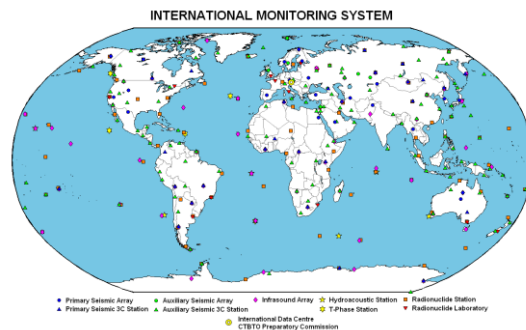 INTERNATIONAL MONITORING SYSTEM
Primary Seismic Array Auxiliary Seismic Array Infrasound Array Hydroacoustic Station Radionuclide Station
Primary Seismic 3C Station Auxiliary Seismic 3C Station T-Phase Station Radionuclide Laboratory
International Data Centre
CTBTO Preparatory Commission